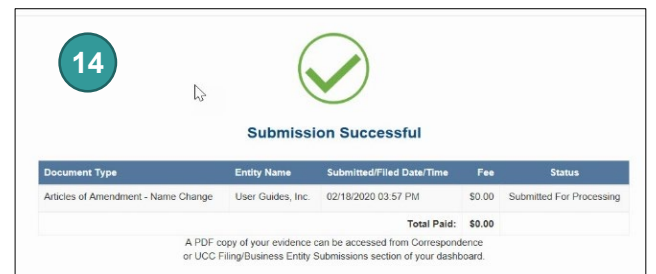 14
Submission Successful
Document Type Entity Name Submitted/Filed Date/Time Fee Status
Articles of Amendment - Name Change User Guides, Inc. 02/18/2020 03:57 PM $0.00 Submitted For Processing
Total Paid: $0.00
A PDF copy of your evidence can be accessed from Correspondence
or UCC Filing/Business Entity Submissions section of your dashboard.